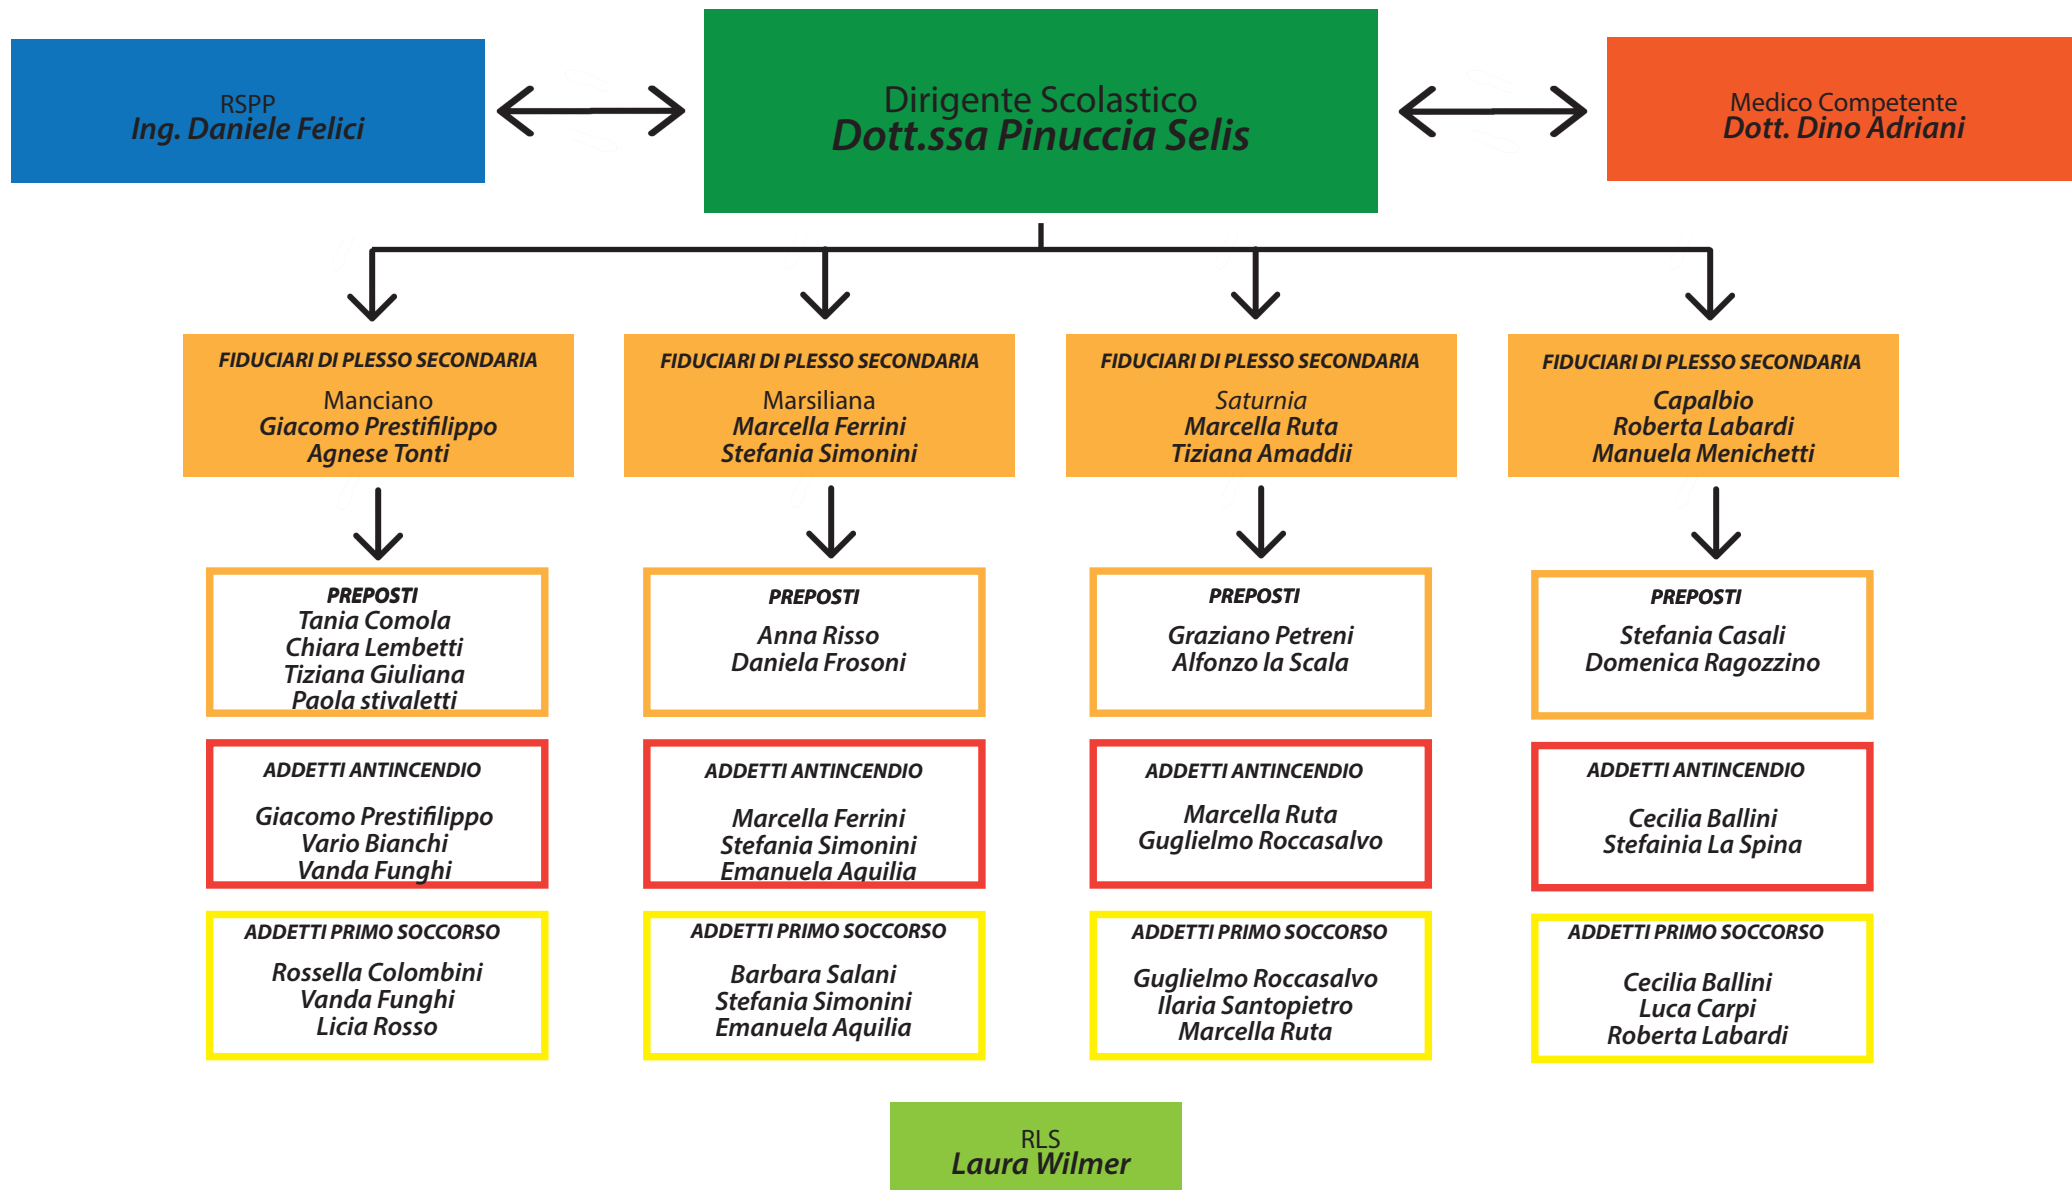 RSPP
Ing. Daniele Felici
Dirigente Scolastico
Dott.ssa Pinuccia Selis
Medico Competente
Dott. Dino Adriani
FIDUCIARI DI PLESSO SECONDARIA
Manciano
Giacomo Prestifilippo
Agnese Tonti
FIDUCIARI DI PLESSO SECONDARIA
Marsiliana
Marcella Ferrini
Stefania Simonini
FIDUCIARI DI PLESSO SECONDARIA
Saturnia
Marcella Ruta
Tiziana Amaddii
FIDUCIARI DI PLESSO SECONDARIA
Capalbio
Roberta Labardi
Manuela Menichetti
PREPOSTI
Tania Comola
Chiara Lembetti
Tiziana Giuliana
Paola stivaletti
PREPOSTI
Anna Risso
Daniela Frosoni
PREPOSTI
Graziano Petreni
Alfonzo la Scala
PREPOSTI
Stefania Casali
Domenica Ragozzino
ADDETTI ANTINCENDIO
Giacomo Prestifilippo
Vario Bianchi
Vanda Funghi
ADDETTI ANTINCENDIO
Marcella Ferrini
Stefania Simonini
Emanuela Aquilia
ADDETTI ANTINCENDIO
Marcella Ruta
Guglielmo Roccasalvo
ADDETTI ANTINCENDIO
Cecilia Ballini
Stefainia La Spina
ADDETTI PRIMO SOCCORSO
Rossella Colombini
Vanda Funghi
Licia Rosso
ADDETTI PRIMO SOCCORSO
Barbara Salani
Stefania Simonini
Emanuela Aquilia
ADDETTI PRIMO SOCCORSO
Guglielmo Roccasalvo
Ilaria Santopietro
Marcella Ruta
ADDETTI PRIMO SOCCORSO
Cecilia Ballini
Luca Carpi
Roberta Labardi
RLS
Laura Wilmer